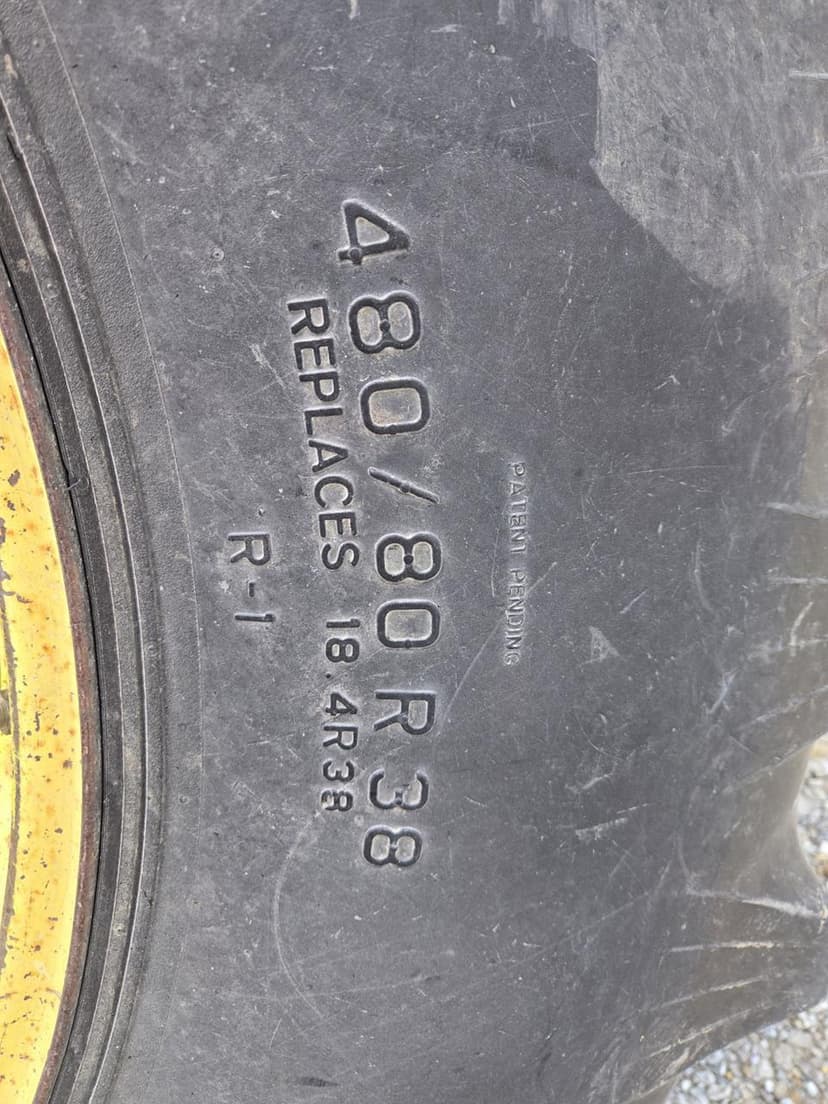 PATENT PENDING
480/80R38
REPLACES 18.4R38
R-1